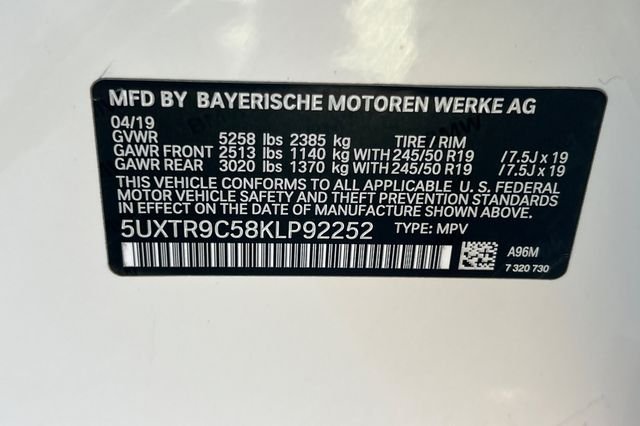 MFD BY BAYERISCHE MOTOREN WERKE AG
04/19
GVWR 5258 lbs 2385 kg TIRE / RIM
GAWR FRONT 2513 lbs 1140 kg WITH 245/50 R19 / 7.5J x 19
GAWR REAR 3020 lbs 1370 kg WITH 245/50 R19 / 7.5J x 19
THIS VEHICLE CONFORMS TO ALL APPLICABLE U. S. FEDERAL
MOTOR VEHICLE SAFETY AND THEFT PREVENTION STANDARDS
IN EFFECT ON THE DATE OF MANUFACTURE SHOWN ABOVE.
5UXTR9C58KLP92252 TYPE: MPV
A96M
7 320 730